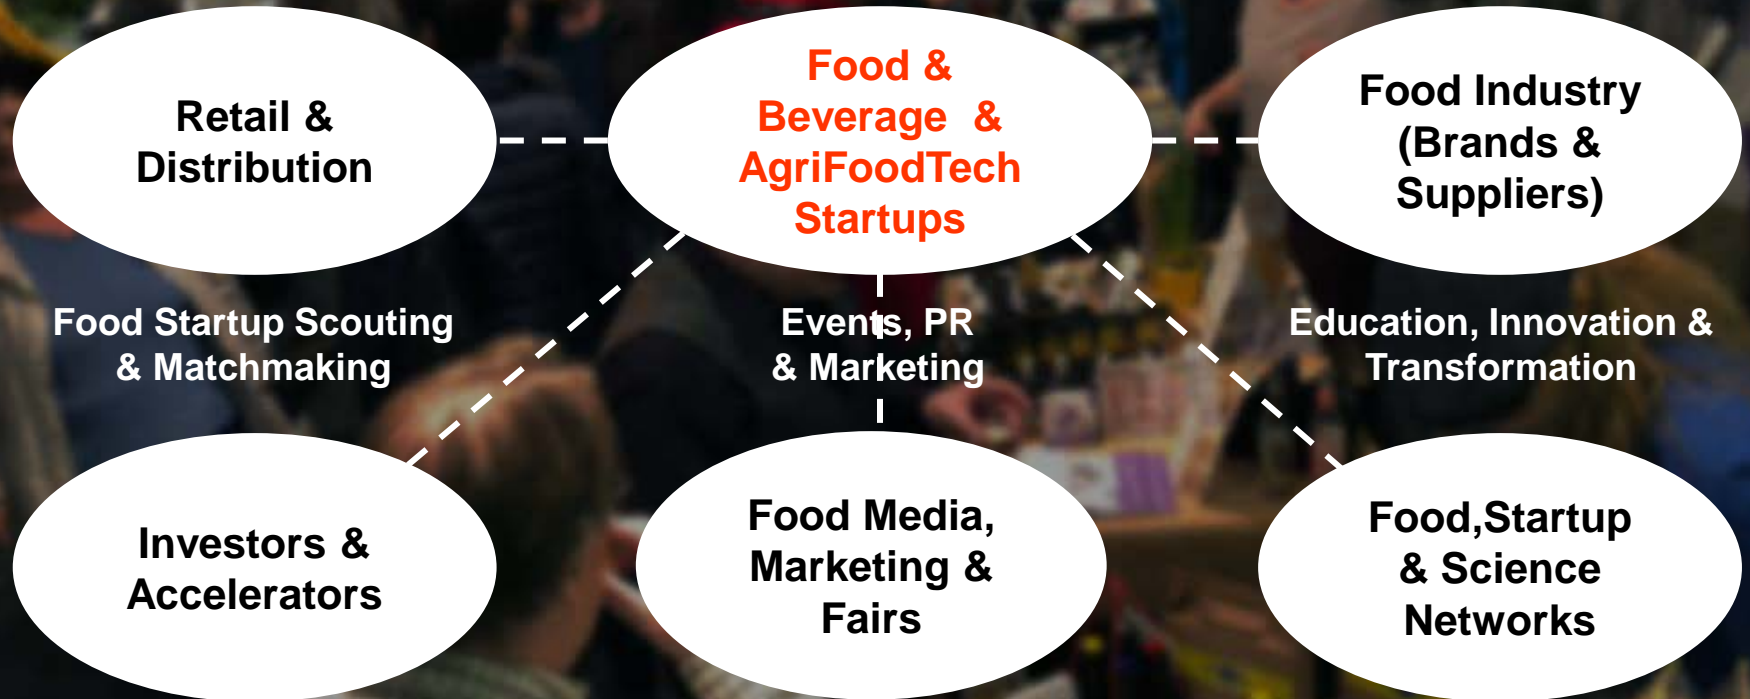 Retail &
Distribution
Food &
Beverage  &
AgriFoodTech
Startups
Food Industry
(Brands &
Suppliers)
Food Startup Scouting
& Matchmaking
Events, PR
& Marketing
Education, Innovation &
Transformation
Investors &
Accelerators
Food Media,
Marketing &
Fairs
Food,Startup
& Science
Networks